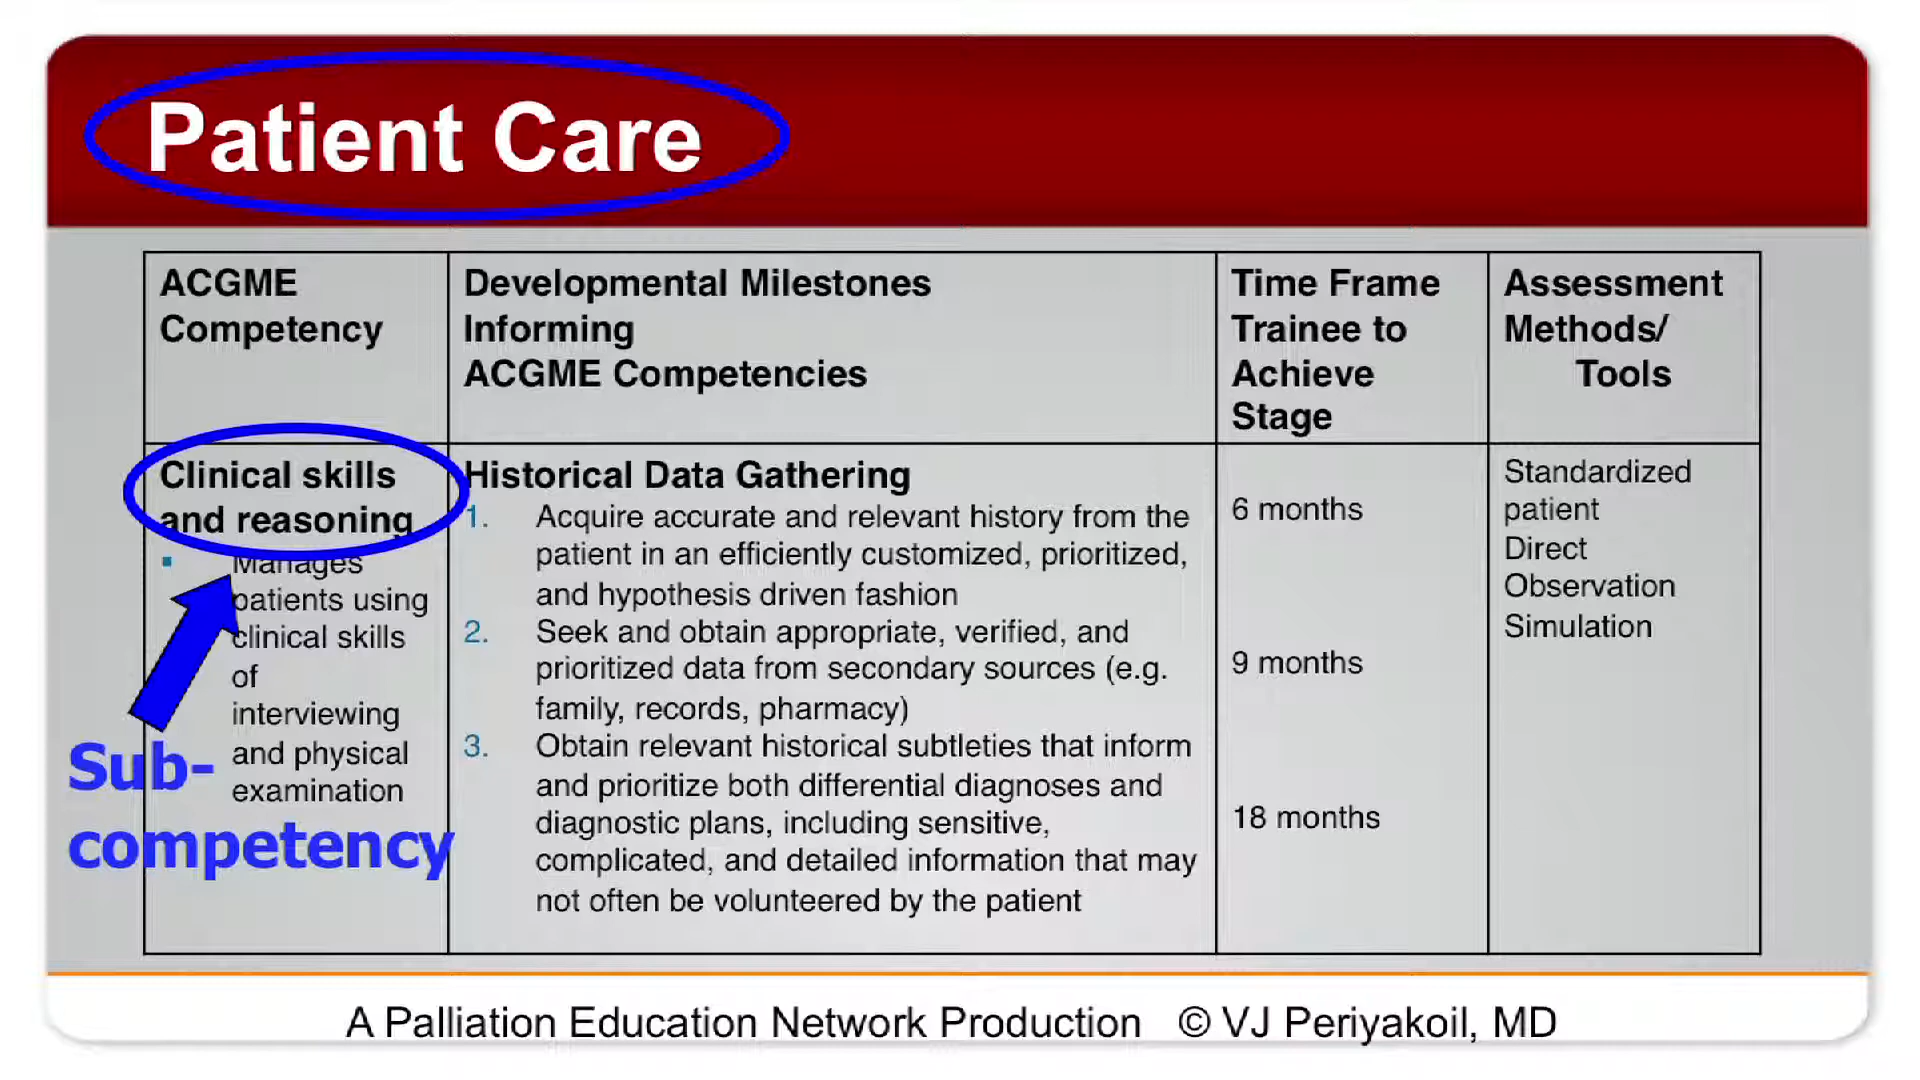 Patient Care
ACGME
Competency
Developmental Milestones
Informing
ACGME Competencies
Time Frame
Trainee to
Achieve
Stage
Assessment
Methods/
Tools
Clinical skills
and reasoning
▪ Manages
patients using
clinical skills
of
interviewing
and physical
examination
Sub-
competency
Historical Data Gathering
1. Acquire accurate and relevant history from the
patient in an efficiently customized, prioritized,
and hypothesis driven fashion
2. Seek and obtain appropriate, verified, and
prioritized data from secondary sources (e.g.
family, records, pharmacy)
3. Obtain relevant historical subtleties that inform
and prioritize both differential diagnoses and
diagnostic plans, including sensitive,
complicated, and detailed information that may
not often be volunteered by the patient
6 months
9 months
18 months
Standardized
patient
Direct
Observation
Simulation
A Palliation Education Network Production © VJ Periyakoil, MD